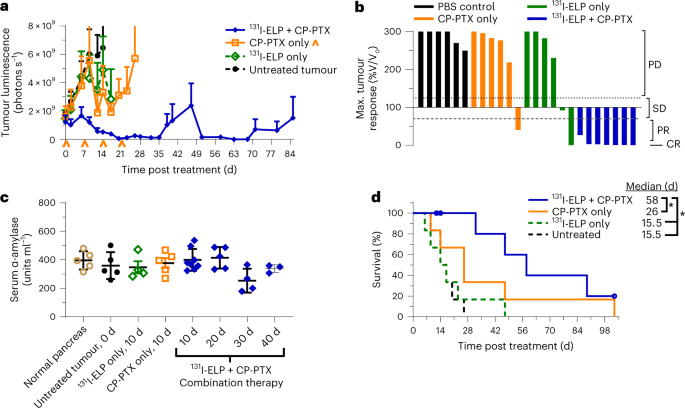 a
Tumour luminescence
(photons s⁻¹)
8 × 10⁹
6 × 10⁹
4 × 10⁹
2 × 10⁹
0
0 7 14 21 28 35 42 49 56 63 70 77 84
Time post treatment (d)
¹³¹I-ELP + CP-PTX
CP-PTX only
¹³¹I-ELP only
Untreated tumour
b
Max. tumour
response (%V/V₀)
300
200
100
100
50
0
PBS control
CP-PTX only
¹³¹I-ELP only
¹³¹I-ELP + CP-PTX
PD
SD
PR
CR
c
Serum α-amylase
(units ml⁻¹)
800
600
400
200
0
Normal pancreas
Untreated tumour, 0 d
¹³¹I-ELP only, 10 d
CP-PTX only, 10 d
10 d
20 d
30 d
40 d
¹³¹I-ELP + CP-PTX
Combination therapy
d
Survival (%)
100
80
60
40
20
0 14 28 42 56 70 84 98
Time post treatment (d)
Median (d)
¹³¹I-ELP + CP-PTX 58
CP-PTX only 26
¹³¹I-ELP only 15.5
Untreated 15.5
*
*